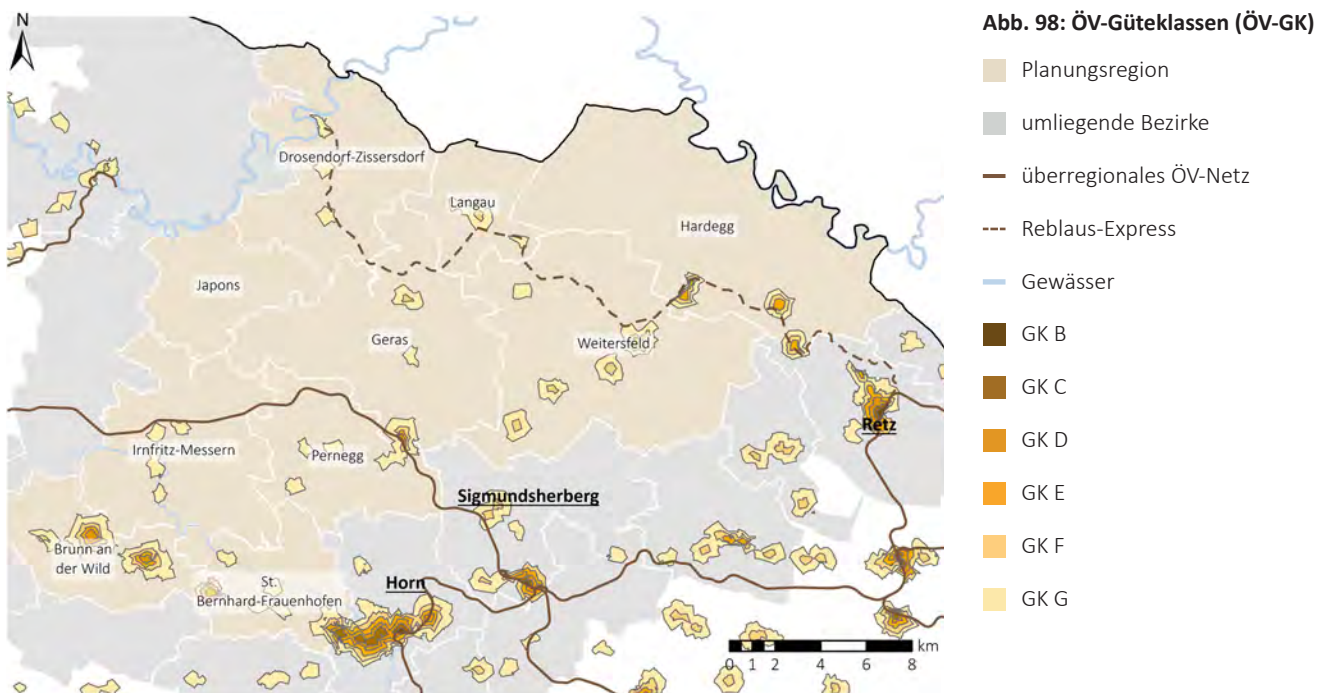 N
Drosendorf-Zissersdorf
Langau
Hardegg
Japons
Geras
Weitersfeld
Retz
Irnfritz-Messern
Pernegg
Sigmundsherberg
Brunn an
der Wild
St.
Bernhard-Frauenhofen
Horn
km
0 1 2 4 6 8
Abb. 98: ÖV-Güteklassen (ÖV-GK)
Planungsregion
umliegende Bezirke
überregionales ÖV-Netz
Reblaus-Express
Gewässer
GK B
GK C
GK D
GK E
GK F
GK G